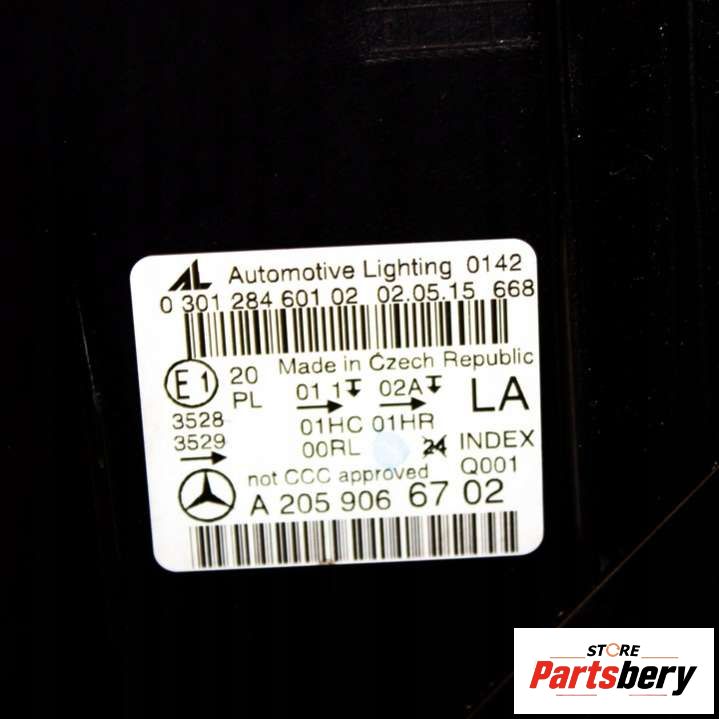 AL Automotive Lighting 0142
0 301 284 601 02 02.05.15 668
Made in Czech Republic
E1 20 PL 01 1 02A LA
3528 01HC 01HR
3529 00RL 24 INDEX
not CCC approved Q001
A 205 906 67 02
STORE
Partsbery